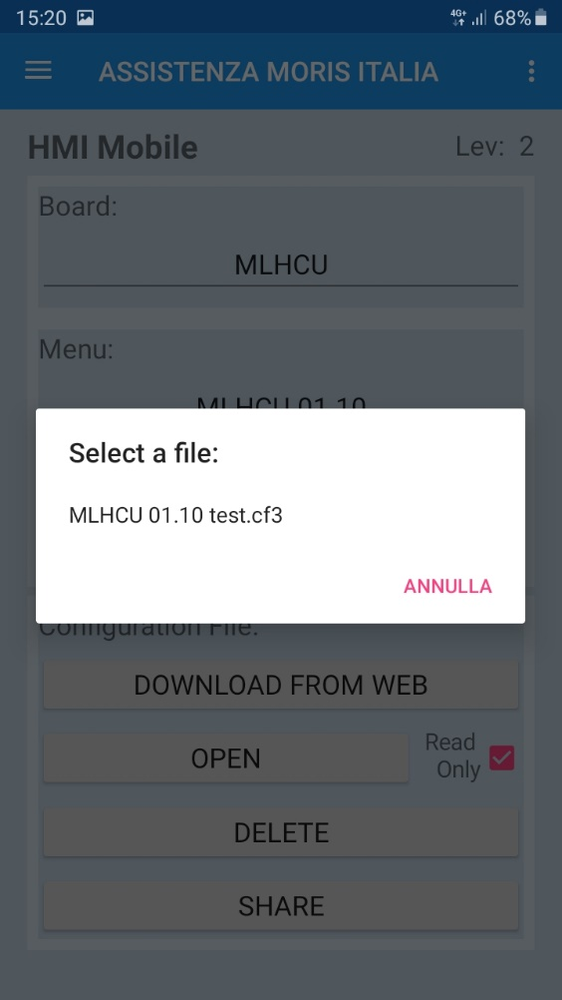 15:20 4G+ 68%
ASSISTENZA MORIS ITALIA
HMI Mobile Lev: 2
Board:
MLHCU
Menu:
MLHCU 01.10
Select a file:
MLHCU 01.10 test.cf3
ANNULLA
Configuration File:
DOWNLOAD FROM WEB
OPEN Read Only
DELETE
SHARE